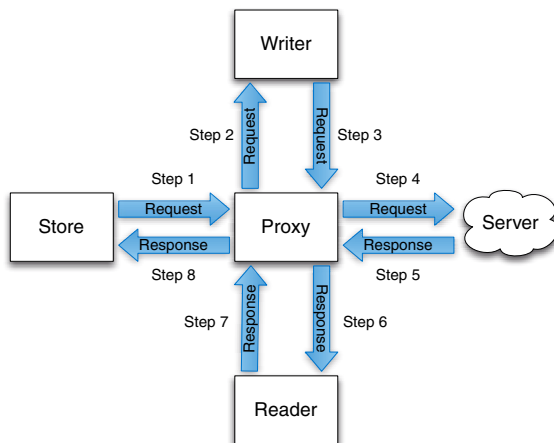 Writer
Step 2
Request
Request
Step 3
Step 1
Step 4
Store
Request
Proxy
Request
Server
Response
Response
Step 8
Step 5
Step 7
Response
Response
Step 6
Reader